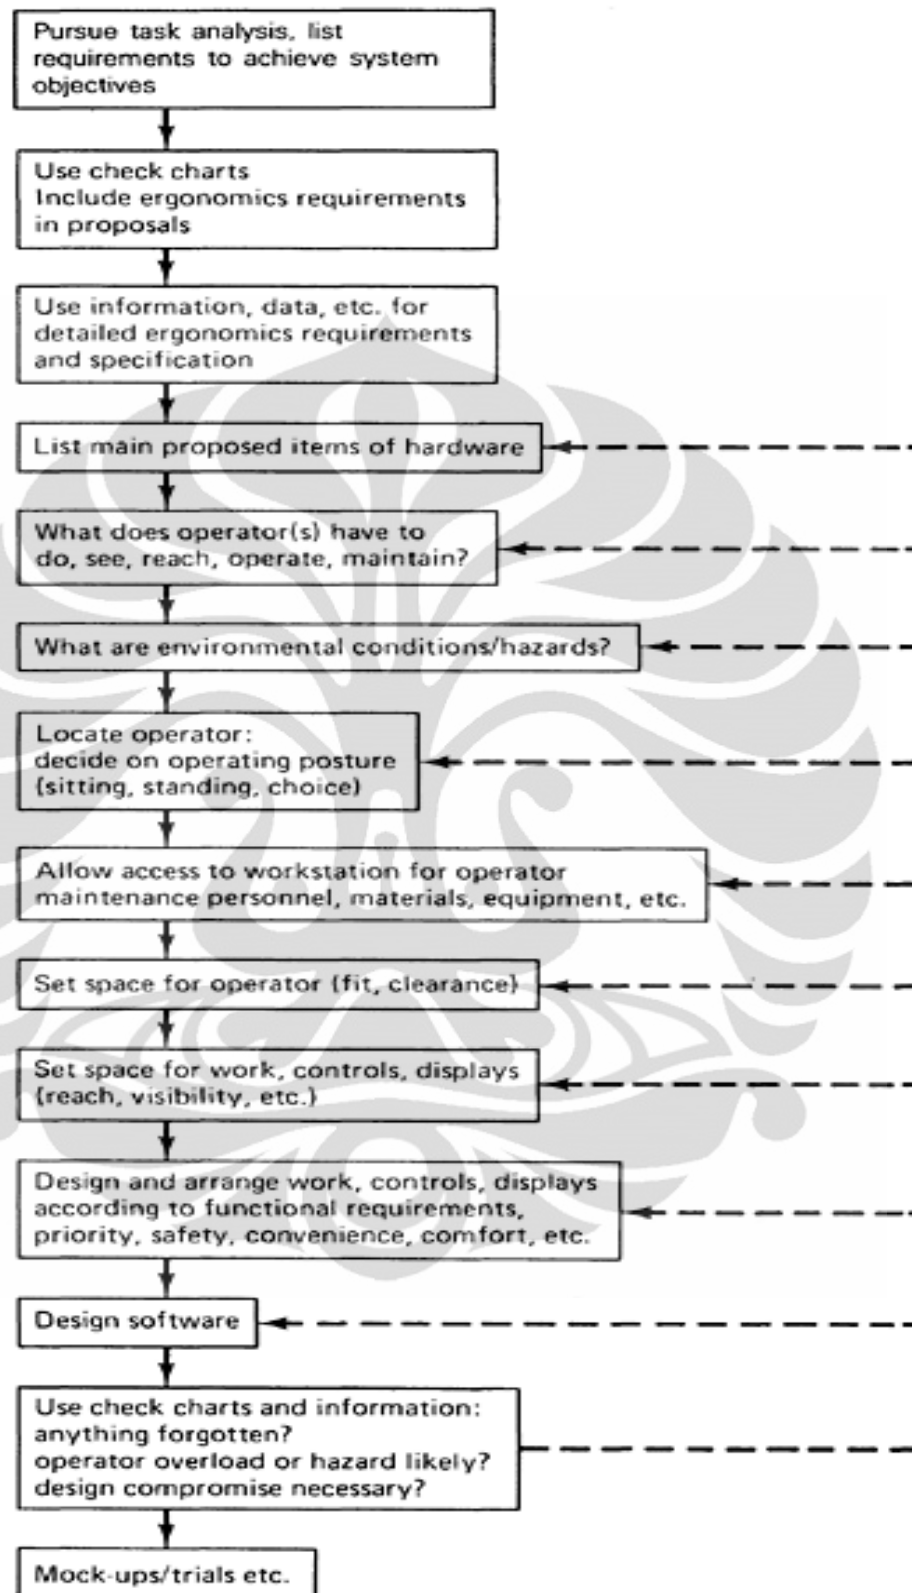 Pursue task analysis, list
requirements to achieve system
objectives
Use check charts
Include ergonomics requirements
in proposals
Use information, data, etc. for
detailed ergonomics requirements
and specification
List main proposed items of hardware
What does operator(s) have to
do, see, reach, operate, maintain?
What are environmental conditions/hazards?
Locate operator:
decide on operating posture
(sitting, standing, choice)
Allow access to workstation for operator
maintenance personnel, materials, equipment, etc.
Set space for operator (fit, clearance)
Set space for work, controls, displays
(reach, visibility, etc.)
Design and arrange work, controls, displays
according to functional requirements,
priority, safety, convenience, comfort, etc.
Design software
Use check charts and information:
anything forgotten?
operator overload or hazard likely?
design compromise necessary?
Mock-ups/trials etc.